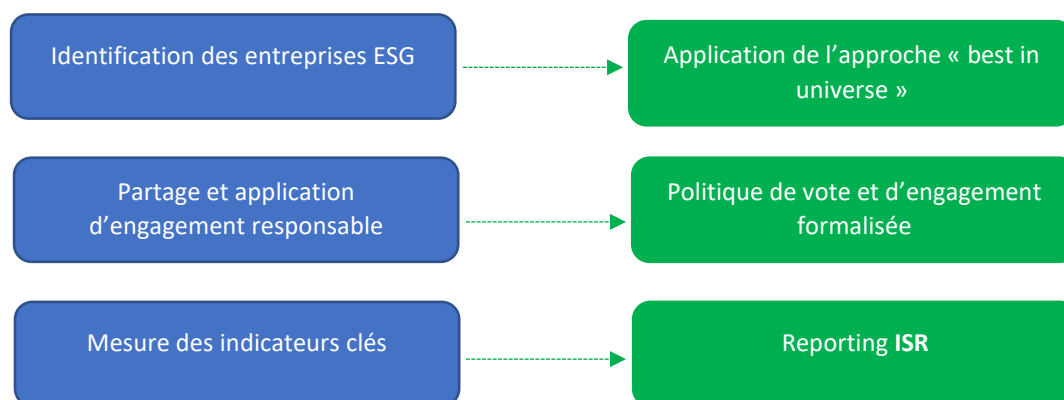 Identification des entreprises ESG
Application de l’approche « best in
universe »
Partage et application
d’engagement responsable
Politique de vote et d’engagement
formalisée
Mesure des indicateurs clés
Reporting ISR